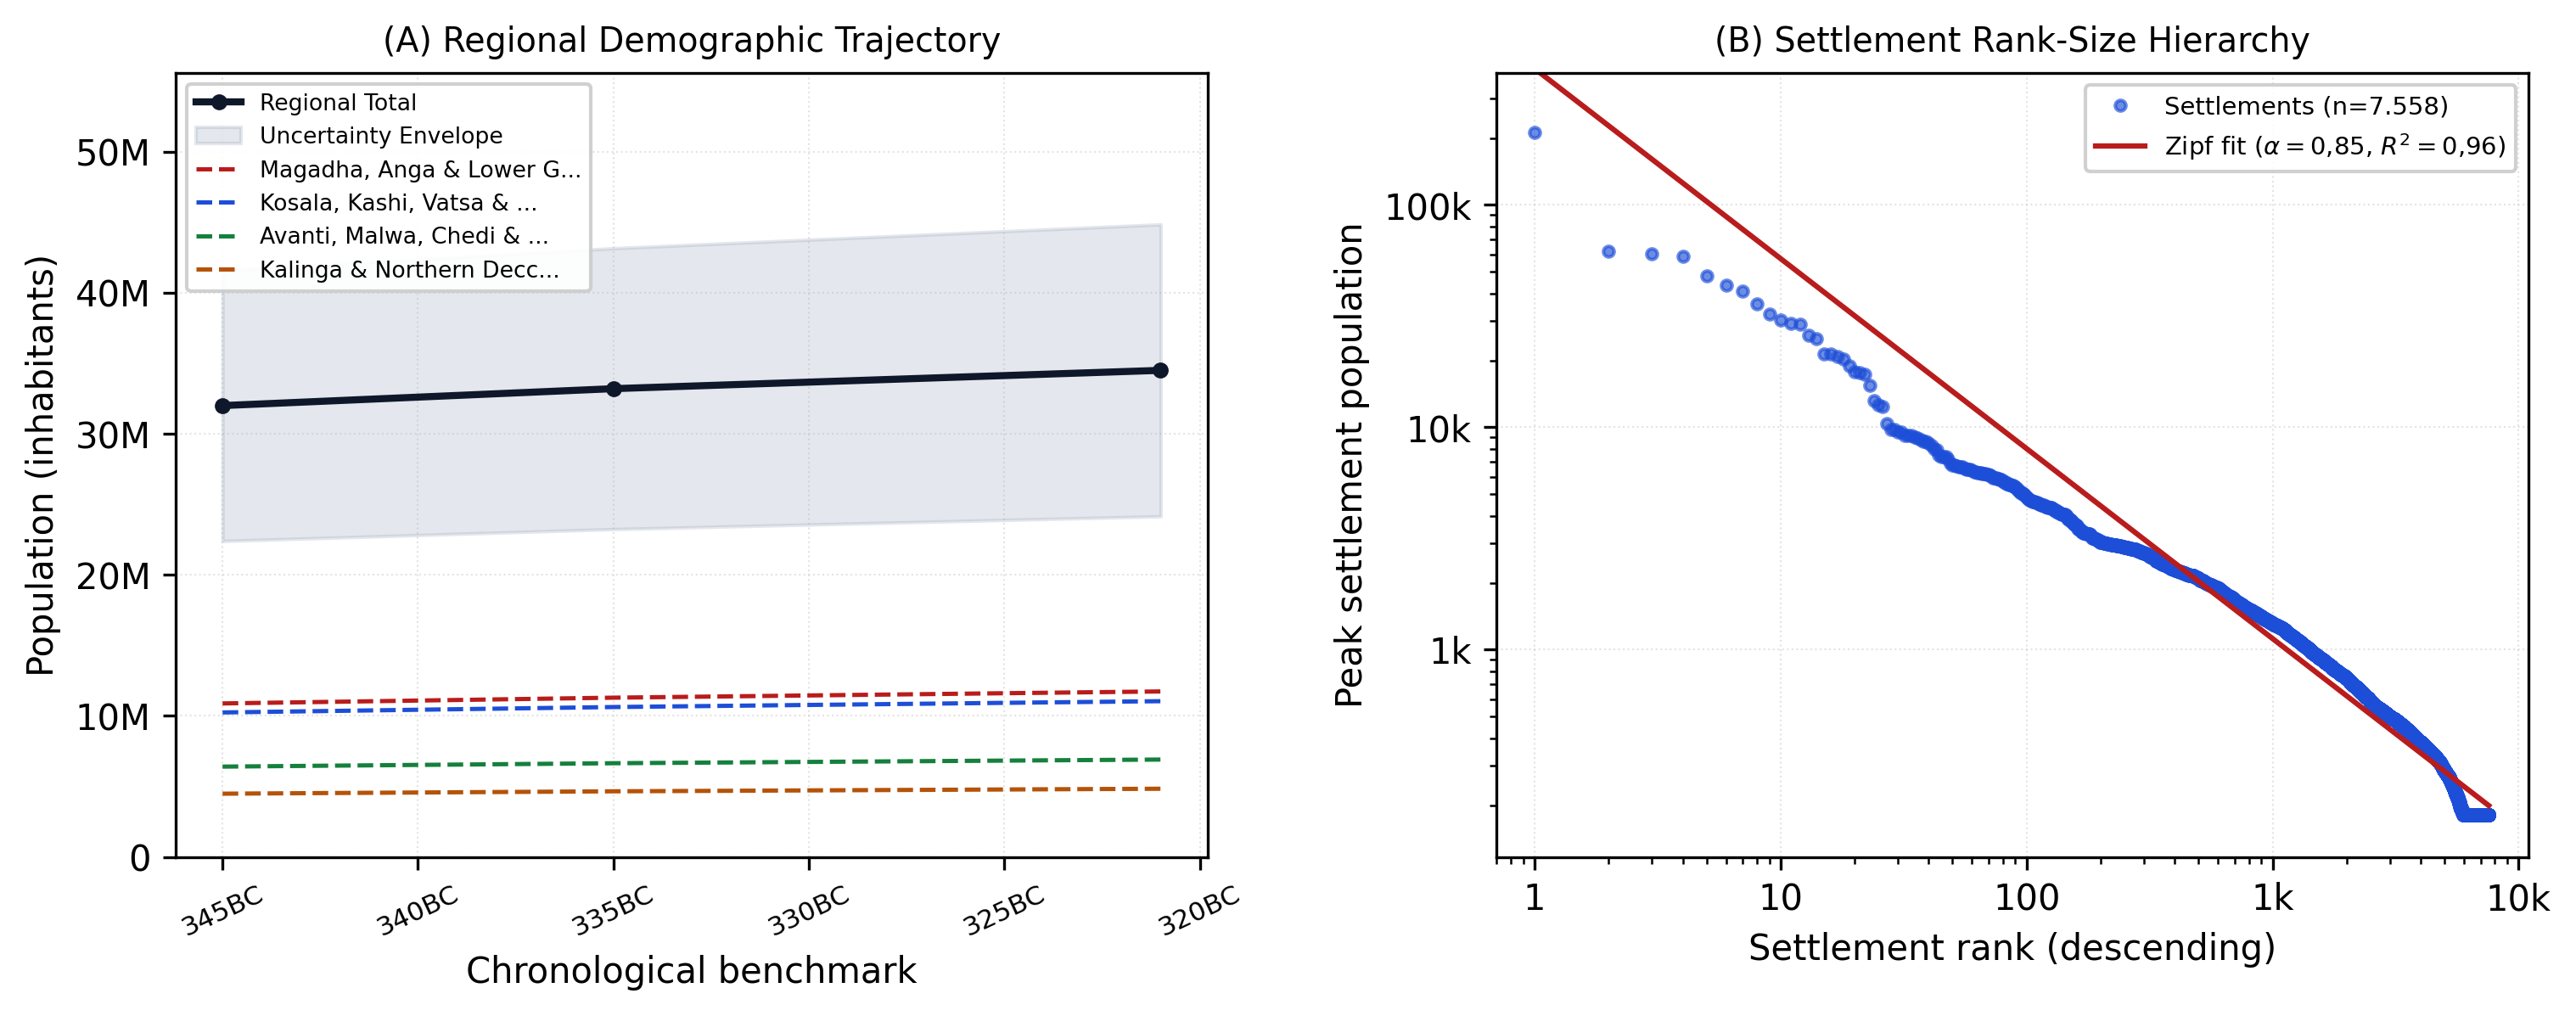 (A) Regional Demographic Trajectory
Population (inhabitants)
50M
40M
30M
20M
10M
0
Regional Total
Uncertainty Envelope
Magadha, Anga & Lower G...
Kosala, Kashi, Vatsa & ...
Avanti, Malwa, Chedi & ...
Kalinga & Northern Decc...
345BC
340BC
335BC
330BC
325BC
320BC
Chronological benchmark
(B) Settlement Rank-Size Hierarchy
Peak settlement population
100k
10k
1k
Settlements (n=7.558)
Zipf fit (α = 0,85, R² = 0,96)
1
10
100
1k
10k
Settlement rank (descending)